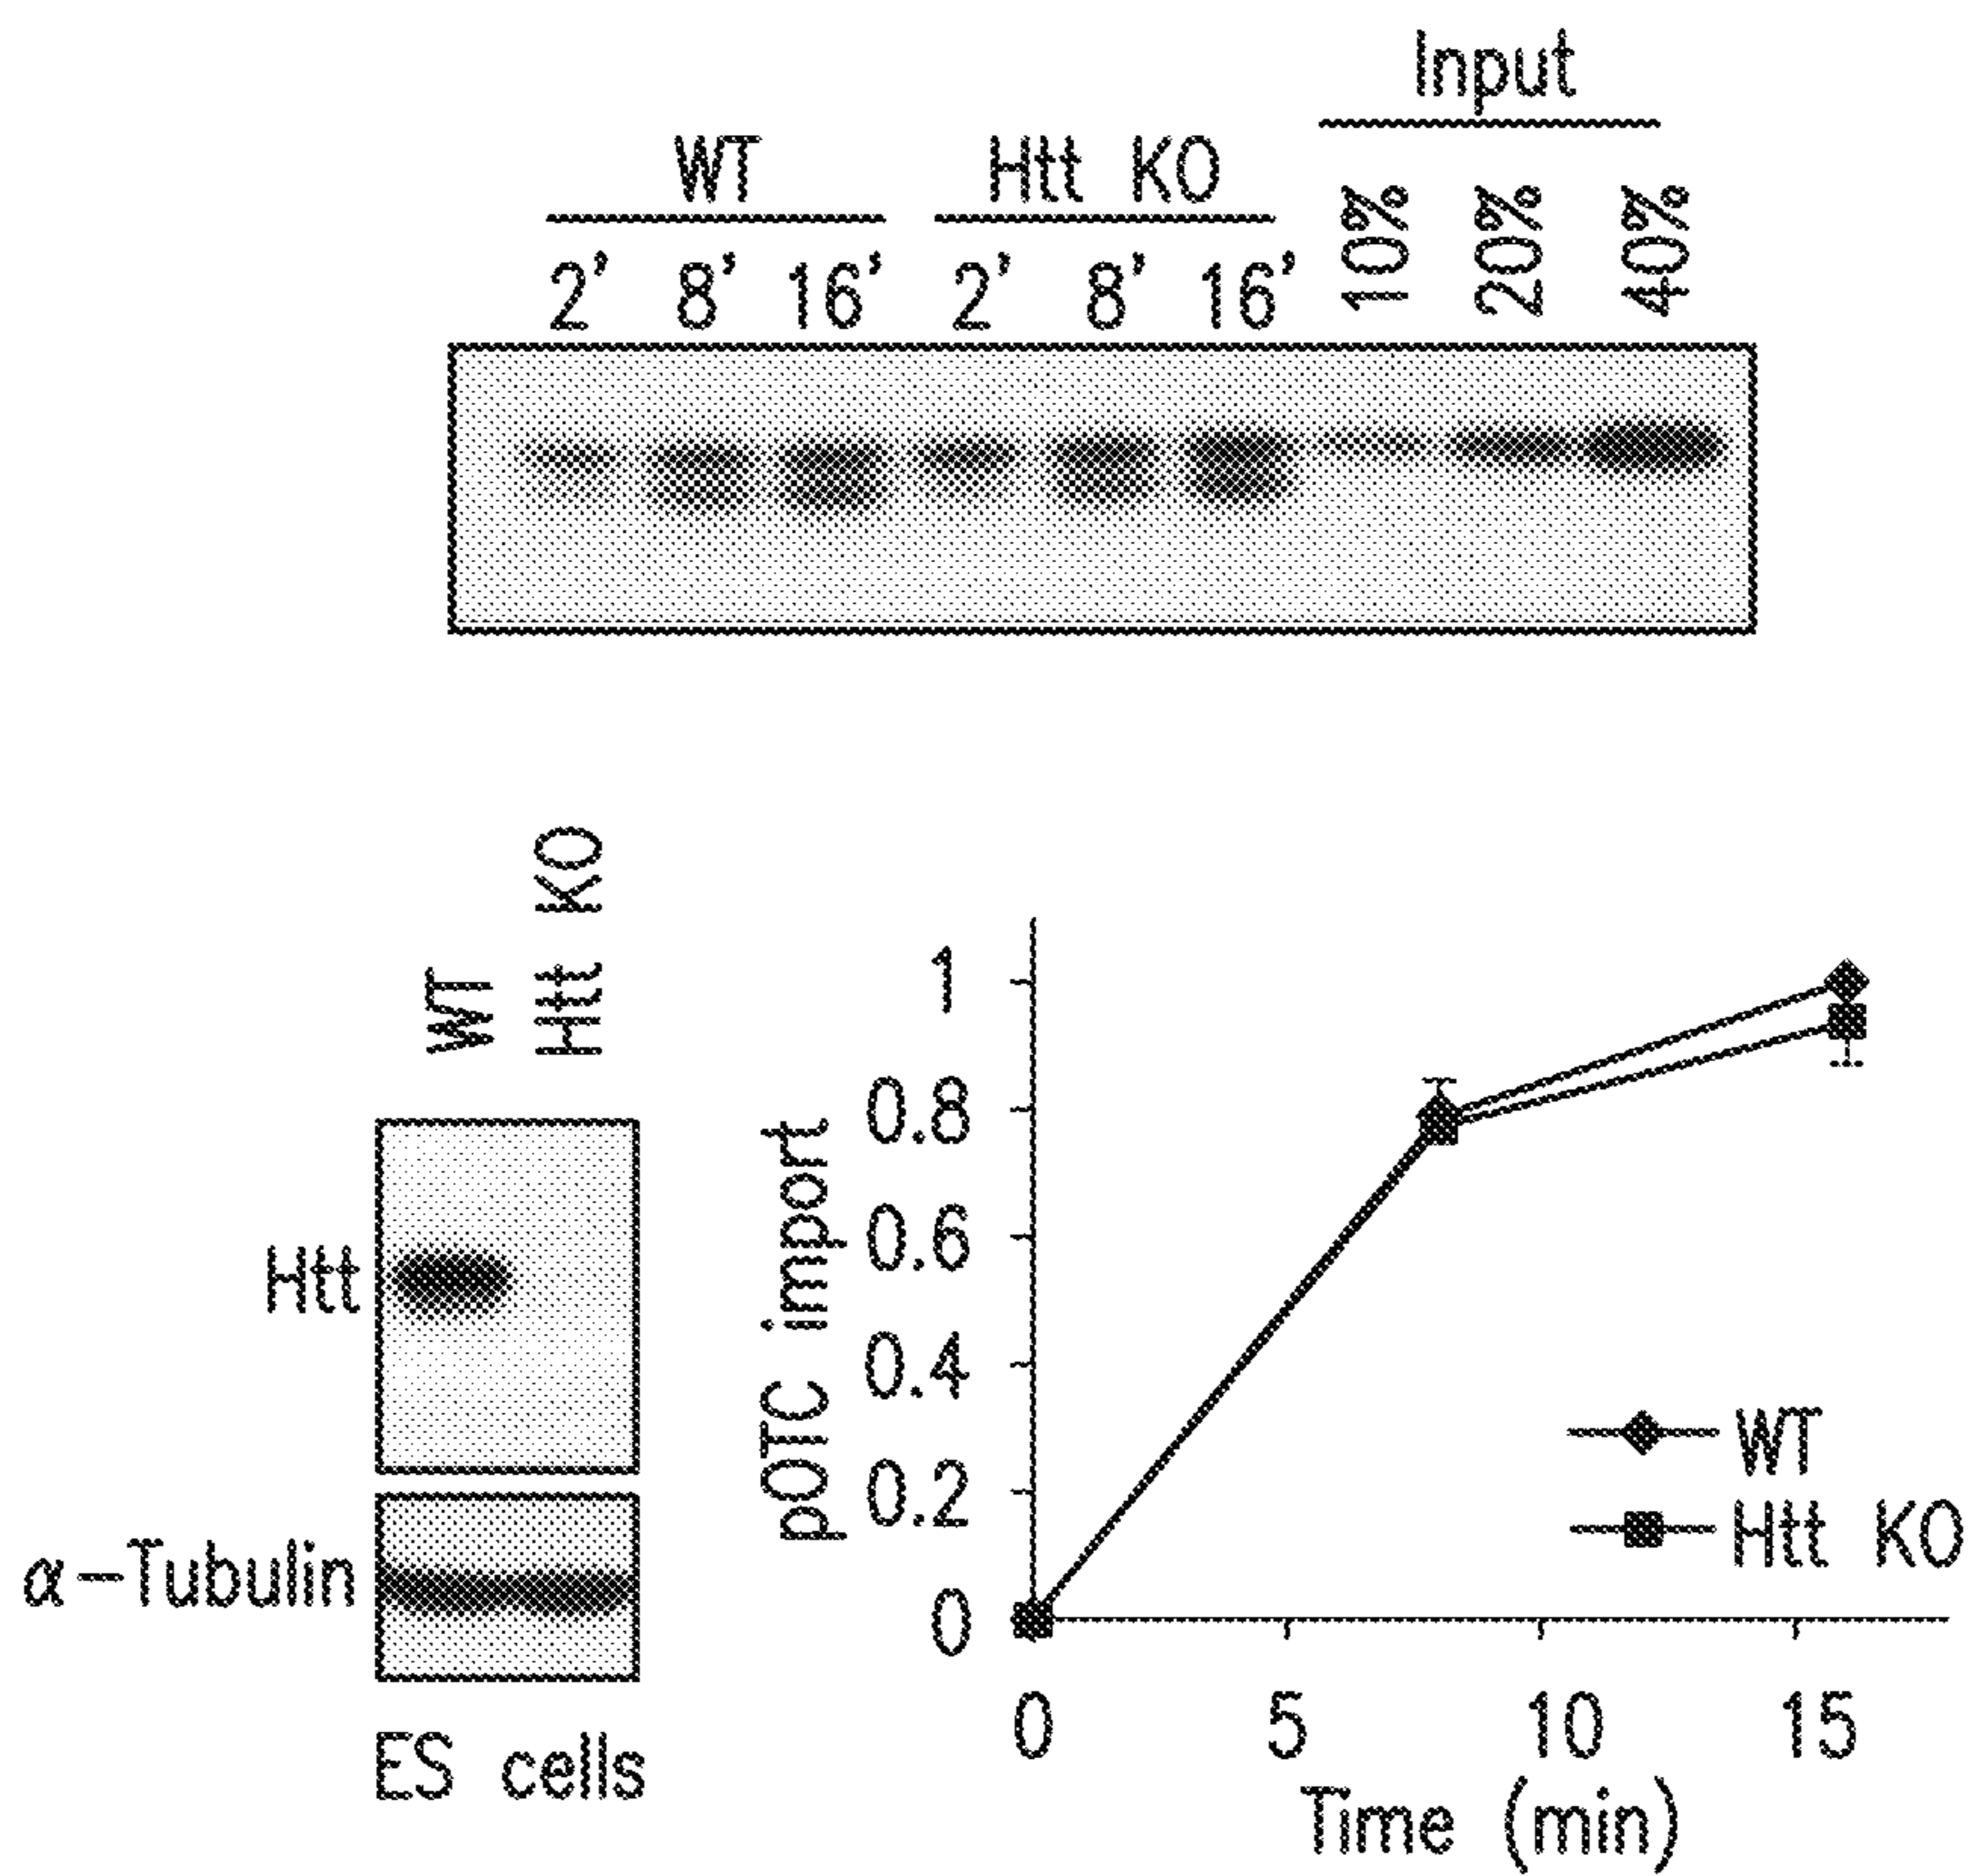 Input
WT Htt KO 10% 20% 40%
2' 8' 16' 2' 8' 16'
WT
Htt KO
Htt
α-Tubulin
ES cells
pOTC import
1
0.8
0.6
0.4
0.2
0
0 5 10 15
Time (min)
WT
Htt KO